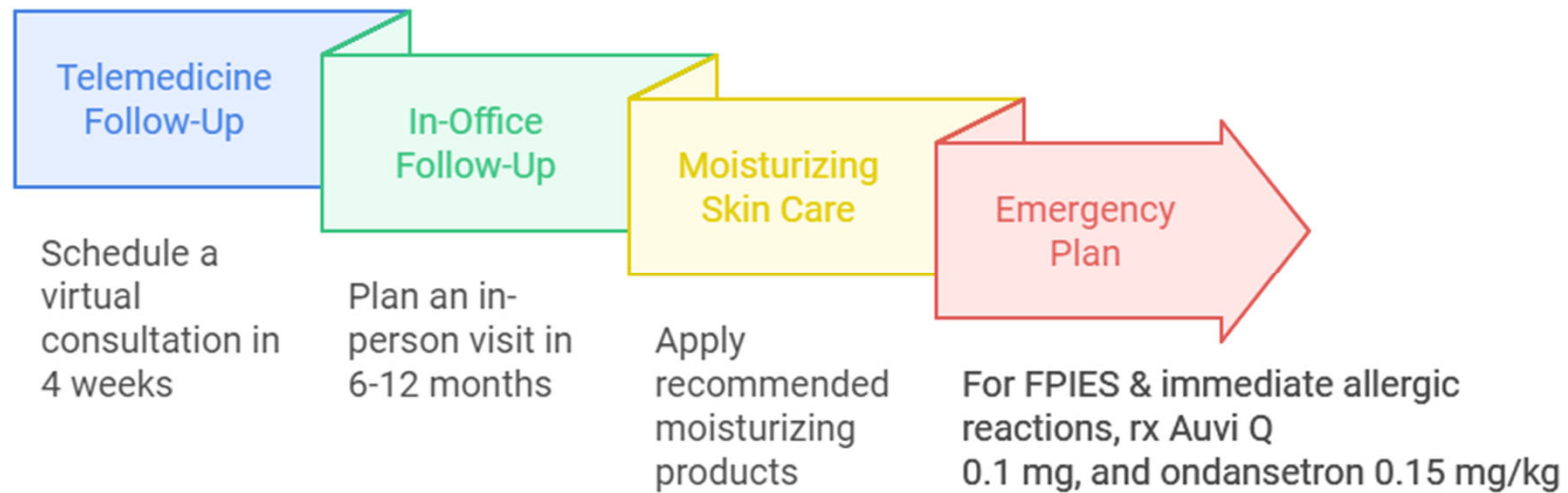 Telemedicine
Follow-Up
Schedule a
virtual
consultation in
4 weeks
In-Office
Follow-Up
Plan an in-
person visit in
6-12 months
Moisturizing
Skin Care
Apply
recommended
moisturizing
products
Emergency
Plan
For FPIES & immediate allergic
reactions, rx Auvi Q
0.1 mg, and ondansetron 0.15 mg/kg